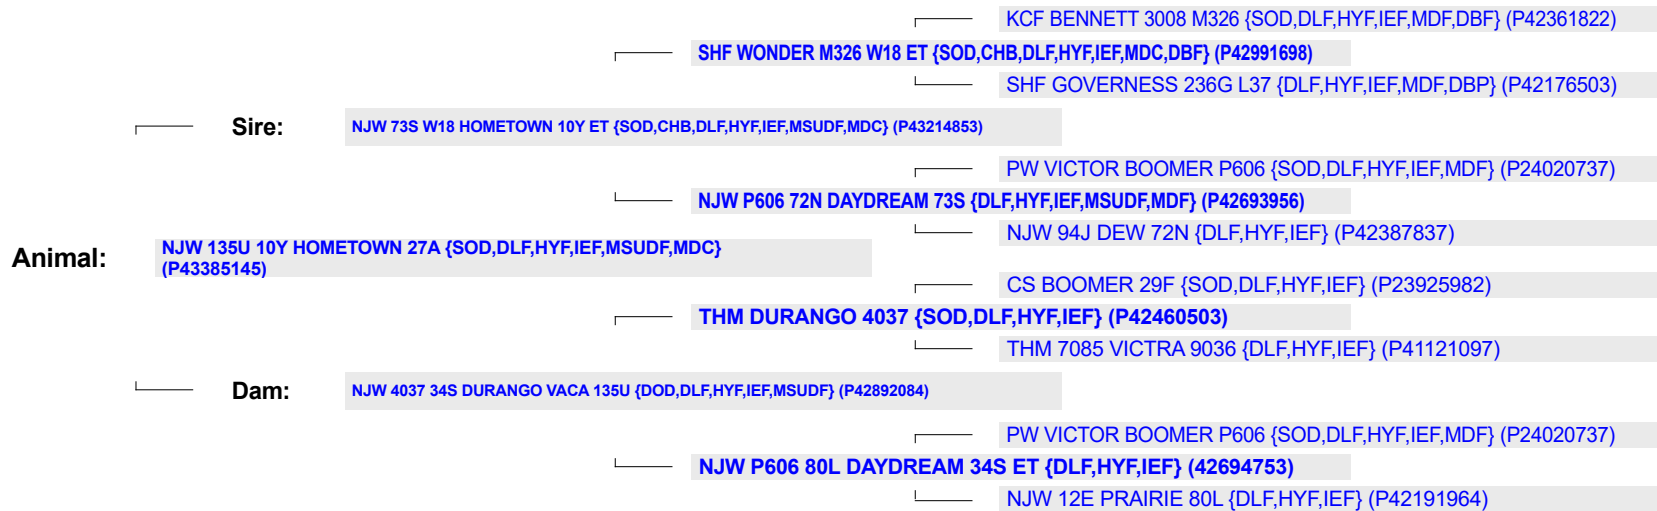 KCF BENNETT 3008 M326 {SOD,DLF,HYF,IEF,MDF,DBF} (P42361822)
SHF WONDER M326 W18 ET {SOD,CHB,DLF,HYF,IEF,MDC,DBF} (P42991698)
SHF GOVERNESS 236G L37 {DLF,HYF,IEF,MDF,DBP} (P42176503)
Sire: NJW 73S W18 HOMETOWN 10Y ET {SOD,CHB,DLF,HYF,IEF,MSUDF,MDC} (P43214853)
PW VICTOR BOOMER P606 {SOD,DLF,HYF,IEF,MDF} (P24020737)
NJW P606 72N DAYDREAM 73S {DLF,HYF,IEF,MSUDF,MDF} (P42693956)
NJW 94J DEW 72N {DLF,HYF,IEF} (P42387837)
Animal: NJW 135U 10Y HOMETOWN 27A {SOD,DLF,HYF,IEF,MSUDF,MDC}
(P43385145)
CS BOOMER 29F {SOD,DLF,HYF,IEF} (P23925982)
THM DURANGO 4037 {SOD,DLF,HYF,IEF} (P42460503)
THM 7085 VICTRA 9036 {DLF,HYF,IEF} (P41121097)
Dam: NJW 4037 34S DURANGO VACA 135U {DOD,DLF,HYF,IEF,MSUDF} (P42892084)
PW VICTOR BOOMER P606 {SOD,DLF,HYF,IEF,MDF} (P24020737)
NJW P606 80L DAYDREAM 34S ET {DLF,HYF,IEF} (42694753)
NJW 12E PRAIRIE 80L {DLF,HYF,IEF} (P42191964)